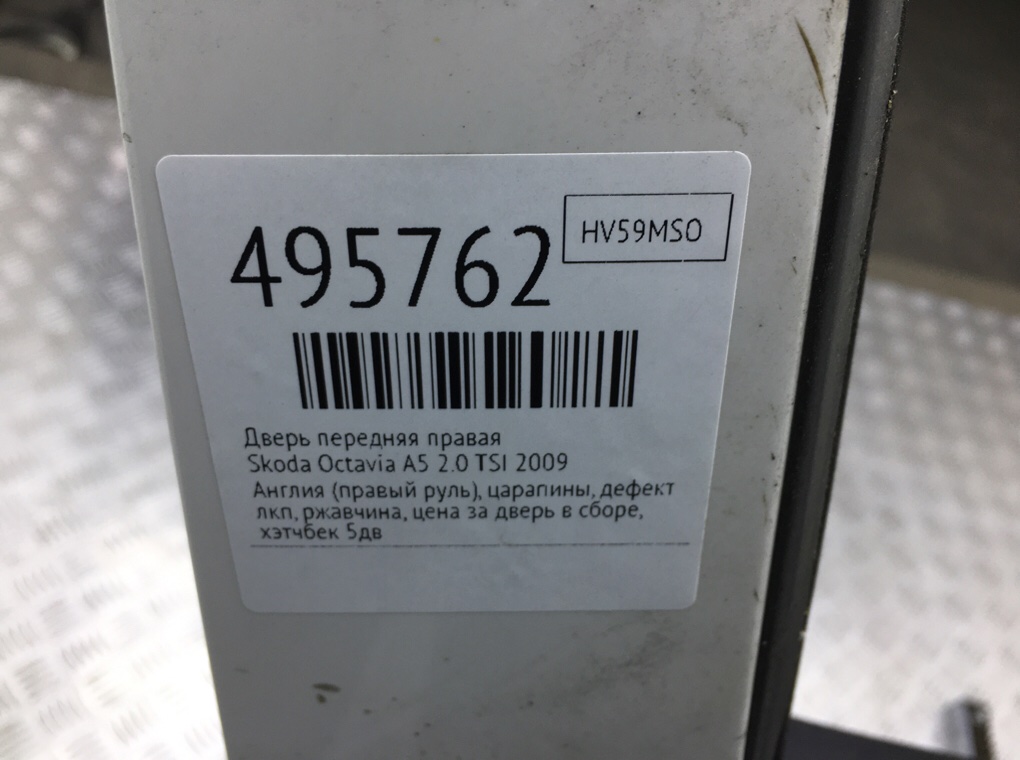 495762
HV59MSO
Дверь передняя правая
Skoda Octavia A5 2.0 TSI 2009
Англия (правый руль), царапины, дефект
лкп, ржавчина, цена за дверь в сборе,
хэтчбек 5дв